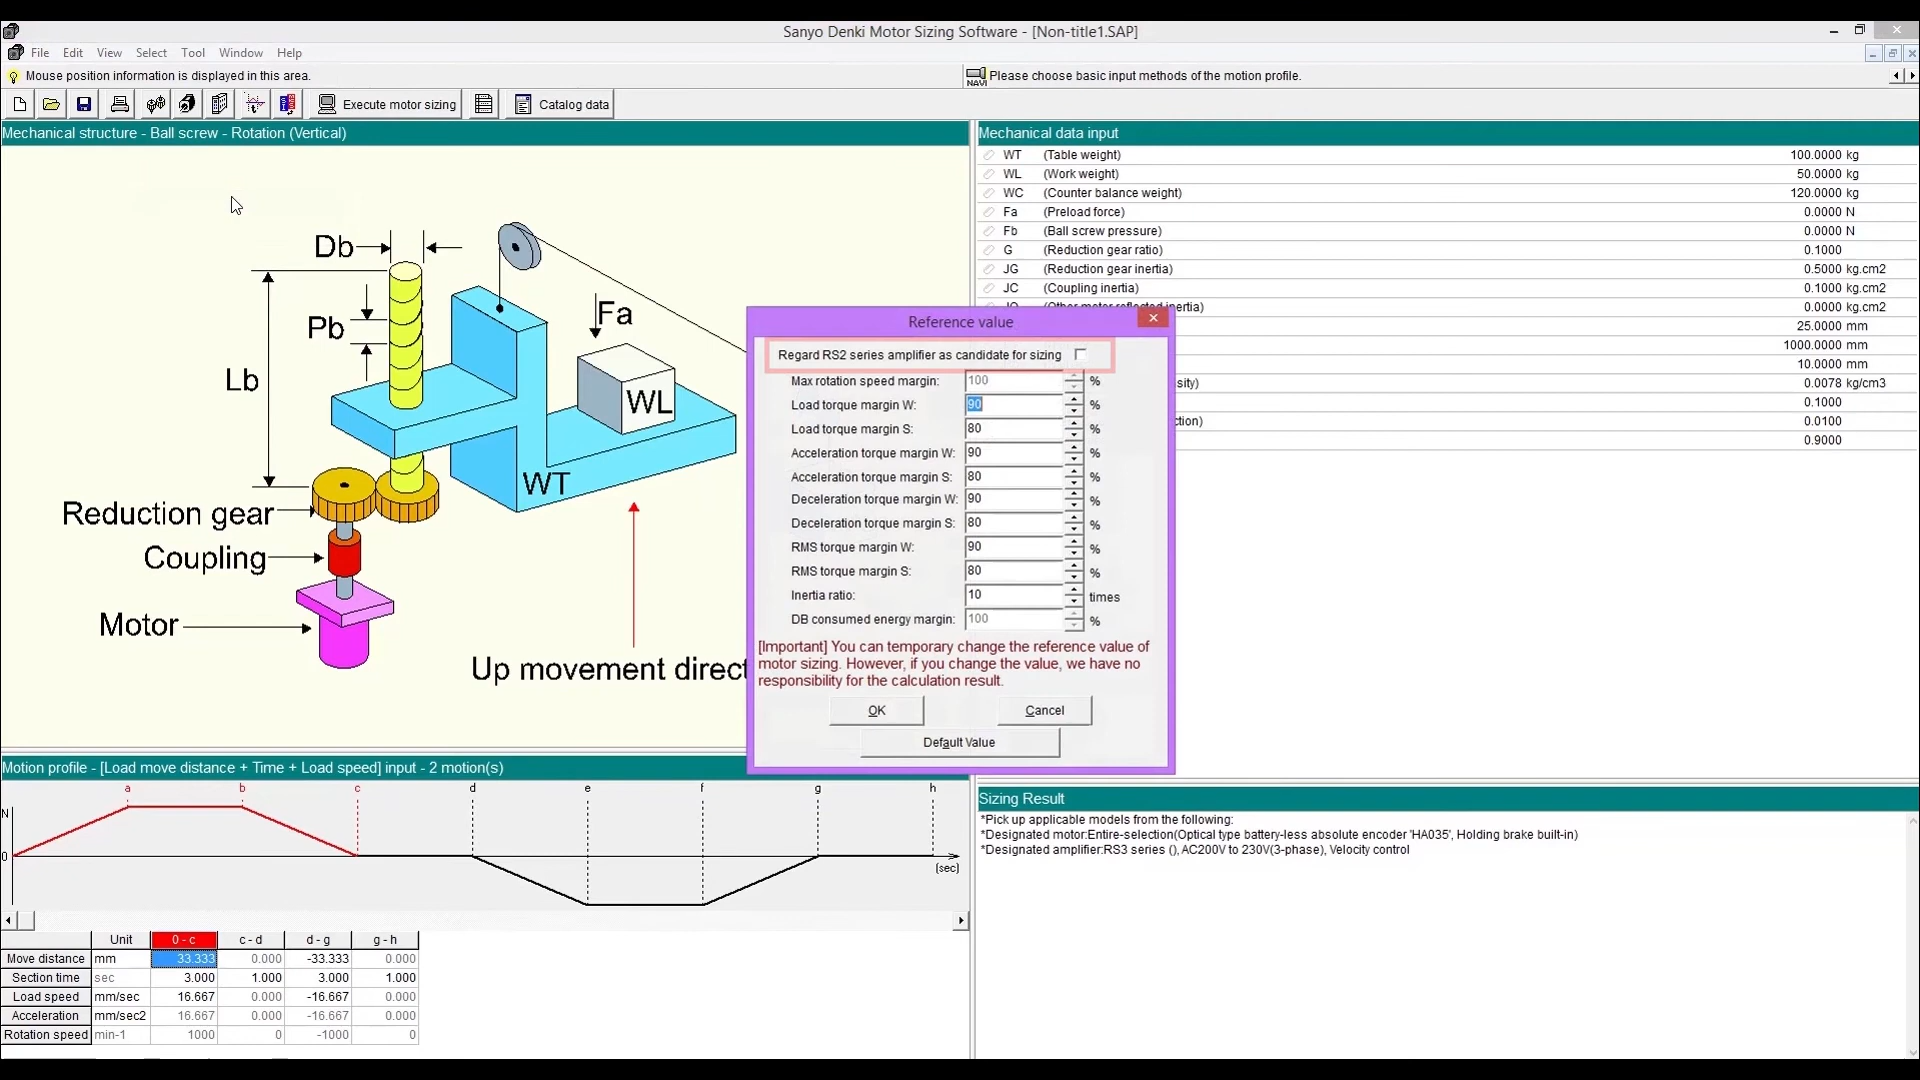 Sanyo Denki Motor Sizing Software - [Non-title1.SAP]
File Edit View Select Tool Window Help
Mouse position information is displayed in this area.
NAVI Please choose basic input methods of the motion profile.
Execute motor sizing
Catalog data
Mechanical structure - Ball screw - Rotation (Vertical)
Db
Pb
Lb
Fa
WL
WT
Reduction gear
Coupling
Motor
Up movement direct
Mechanical data input
WT (Table weight) 100.0000 kg
WL (Work weight) 50.0000 kg
WC (Counter balance weight) 120.0000 kg
Fa (Preload force) 0.0000 N
Fb (Ball screw pressure) 0.0000 N
G (Reduction gear ratio) 0.1000
JG (Reduction gear inertia) 0.5000 kg.cm2
JC (Coupling inertia) 0.1000 kg.cm2
JO (Other motor reflected inertia) 0.0000 kg.cm2
25.0000 mm
1000.0000 mm
10.0000 mm
sity) 0.0078 kg/cm3
0.1000
ction) 0.0100
0.9000
Reference value
Regard RS2 series amplifier as candidate for sizing
Max rotation speed margin: 100 %
Load torque margin W: 90 %
Load torque margin S: 80 %
Acceleration torque margin W: 90 %
Acceleration torque margin S: 80 %
Deceleration torque margin W: 90 %
Deceleration torque margin S: 80 %
RMS torque margin W: 90 %
RMS torque margin S: 80 %
Inertia ratio: 10 times
DB consumed energy margin: 100 %
[Important] You can temporary change the reference value of
motor sizing. However, if you change the value, we have no
responsibility for the calculation result.
OK Cancel
Default Value
Motion profile - [Load move distance + Time + Load speed] input - 2 motion(s)
a b c d e f g h
N
0
(sec)
Unit 0 - c c - d d - g g - h
Move distance mm 33.333 0.000 -33.333 0.000
Section time sec 3.000 1.000 3.000 1.000
Load speed mm/sec 16.667 0.000 -16.667 0.000
Acceleration mm/sec2 16.667 0.000 -16.667 0.000
Rotation speed min-1 1000 0 -1000 0
Sizing Result
*Pick up applicable models from the following:
*Designated motor:Entire-selection(Optical type battery-less absolute encoder 'HA035', Holding brake built-in)
*Designated amplifier:RS3 series (), AC200V to 230V(3-phase), Velocity control